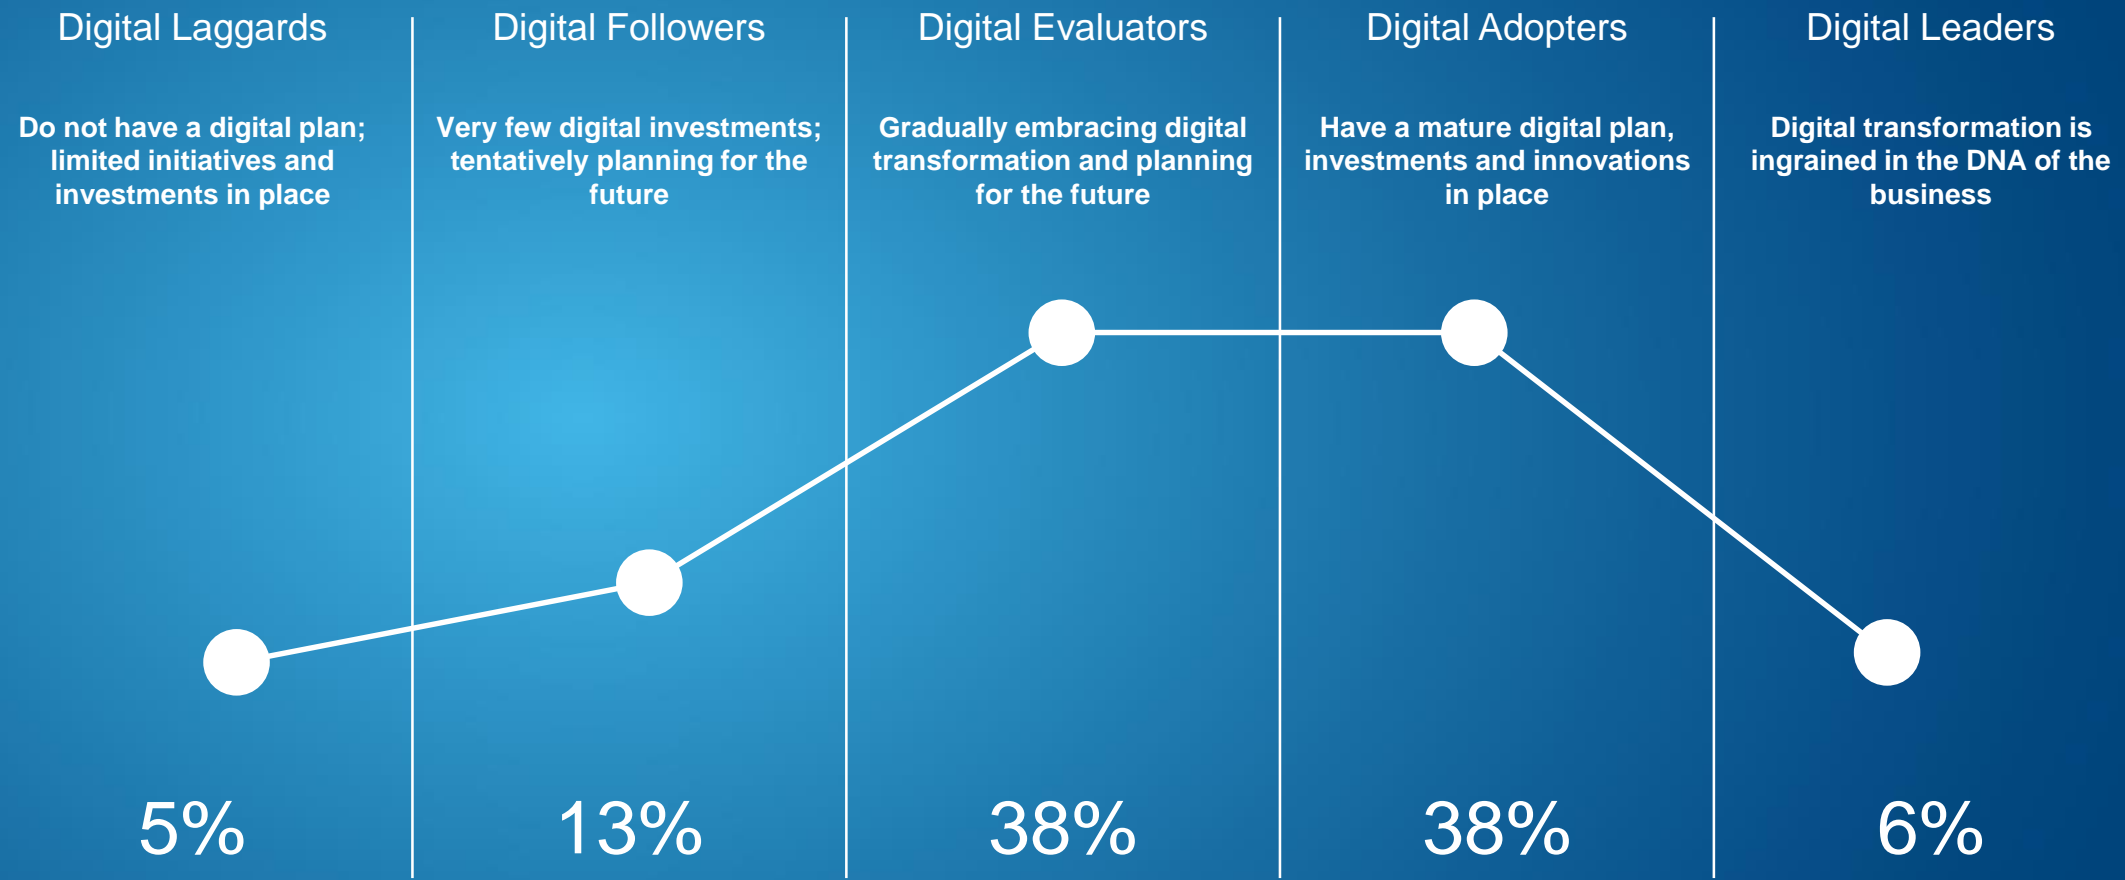 Digital Laggards
Do not have a digital plan;
limited initiatives and
investments in place
5%
Digital Followers
Very few digital investments;
tentatively planning for the
future
13%
Digital Evaluators
Gradually embracing digital
transformation and planning
for the future
38%
Digital Adopters
Have a mature digital plan,
investments and innovations
in place
38%
Digital Leaders
Digital transformation is
ingrained in the DNA of the
business
6%